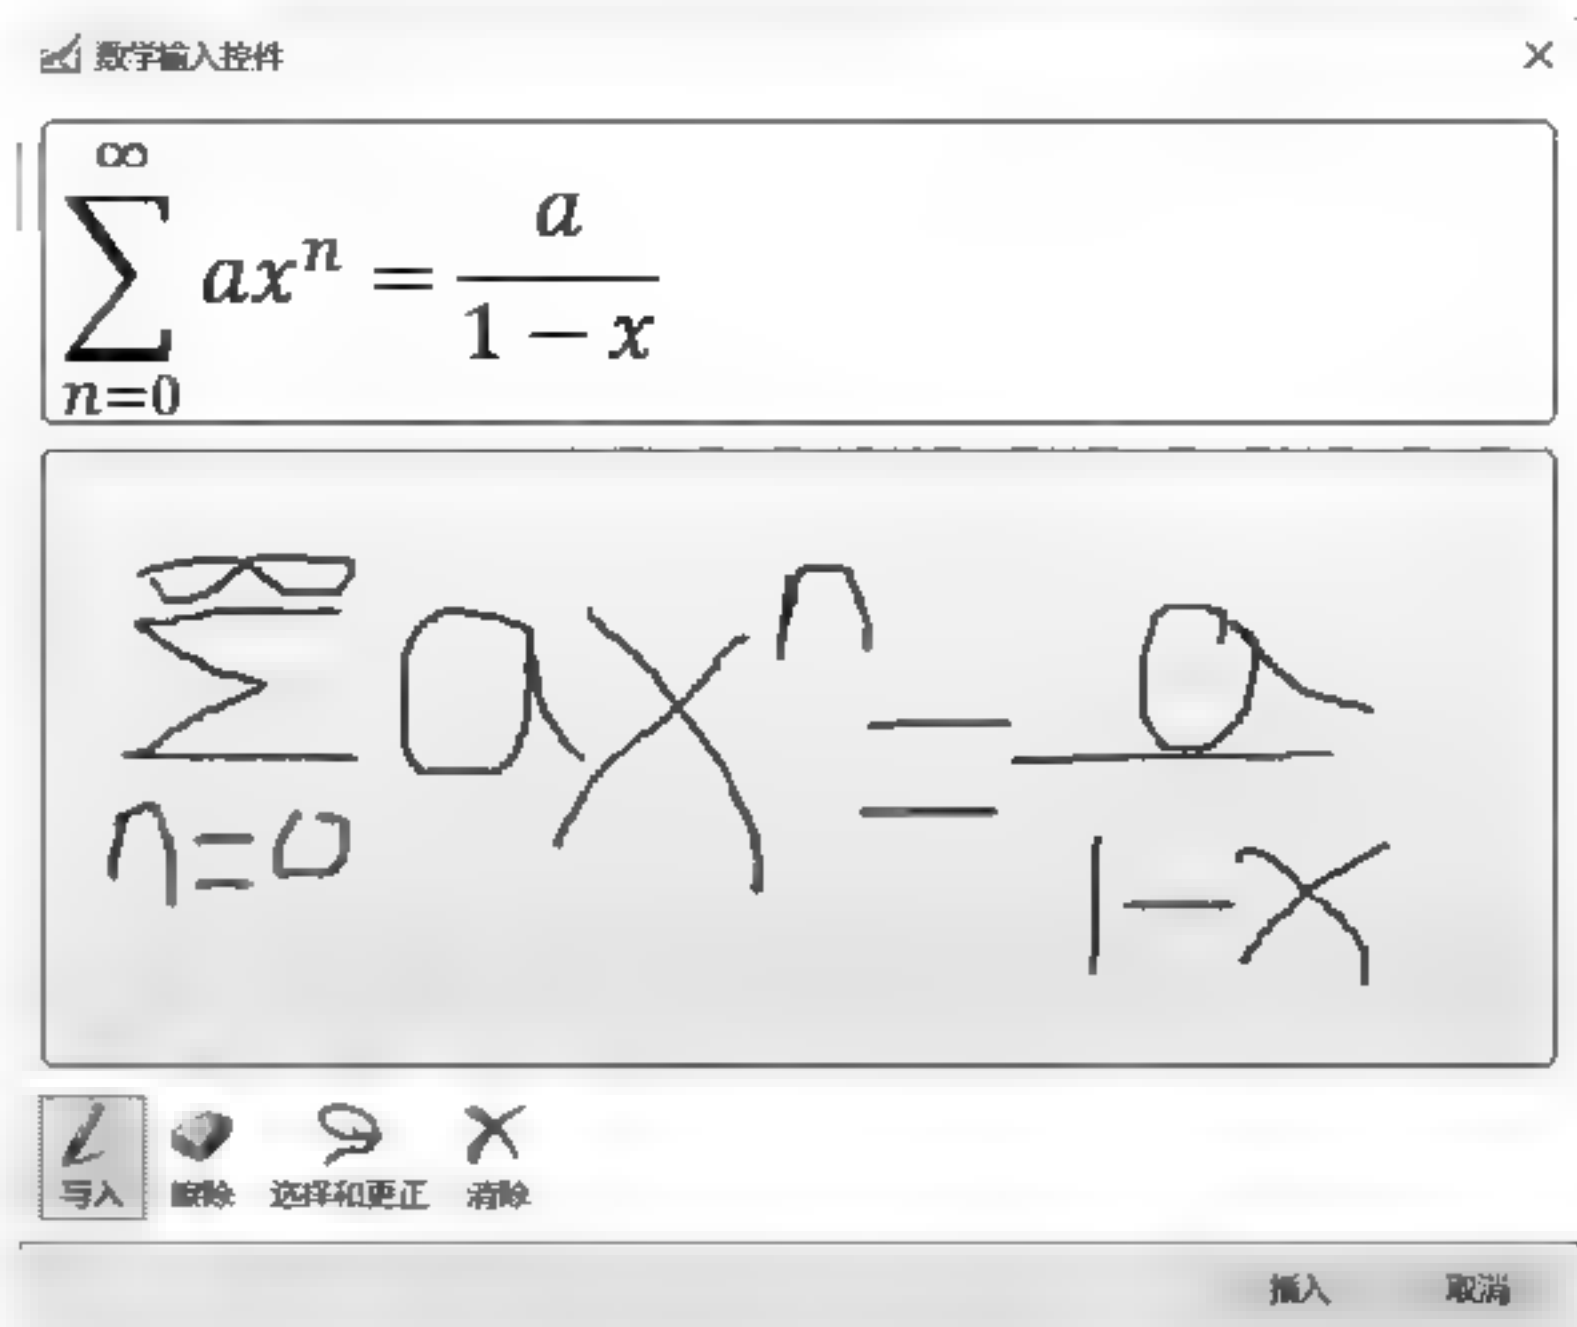 数学输入控件
∞
∑ axⁿ = a/(1 − x)
n=0
∞
∑ axⁿ = a/(1 − x)
n=0
写入 擦除 选择和更正 清除
插入 取消